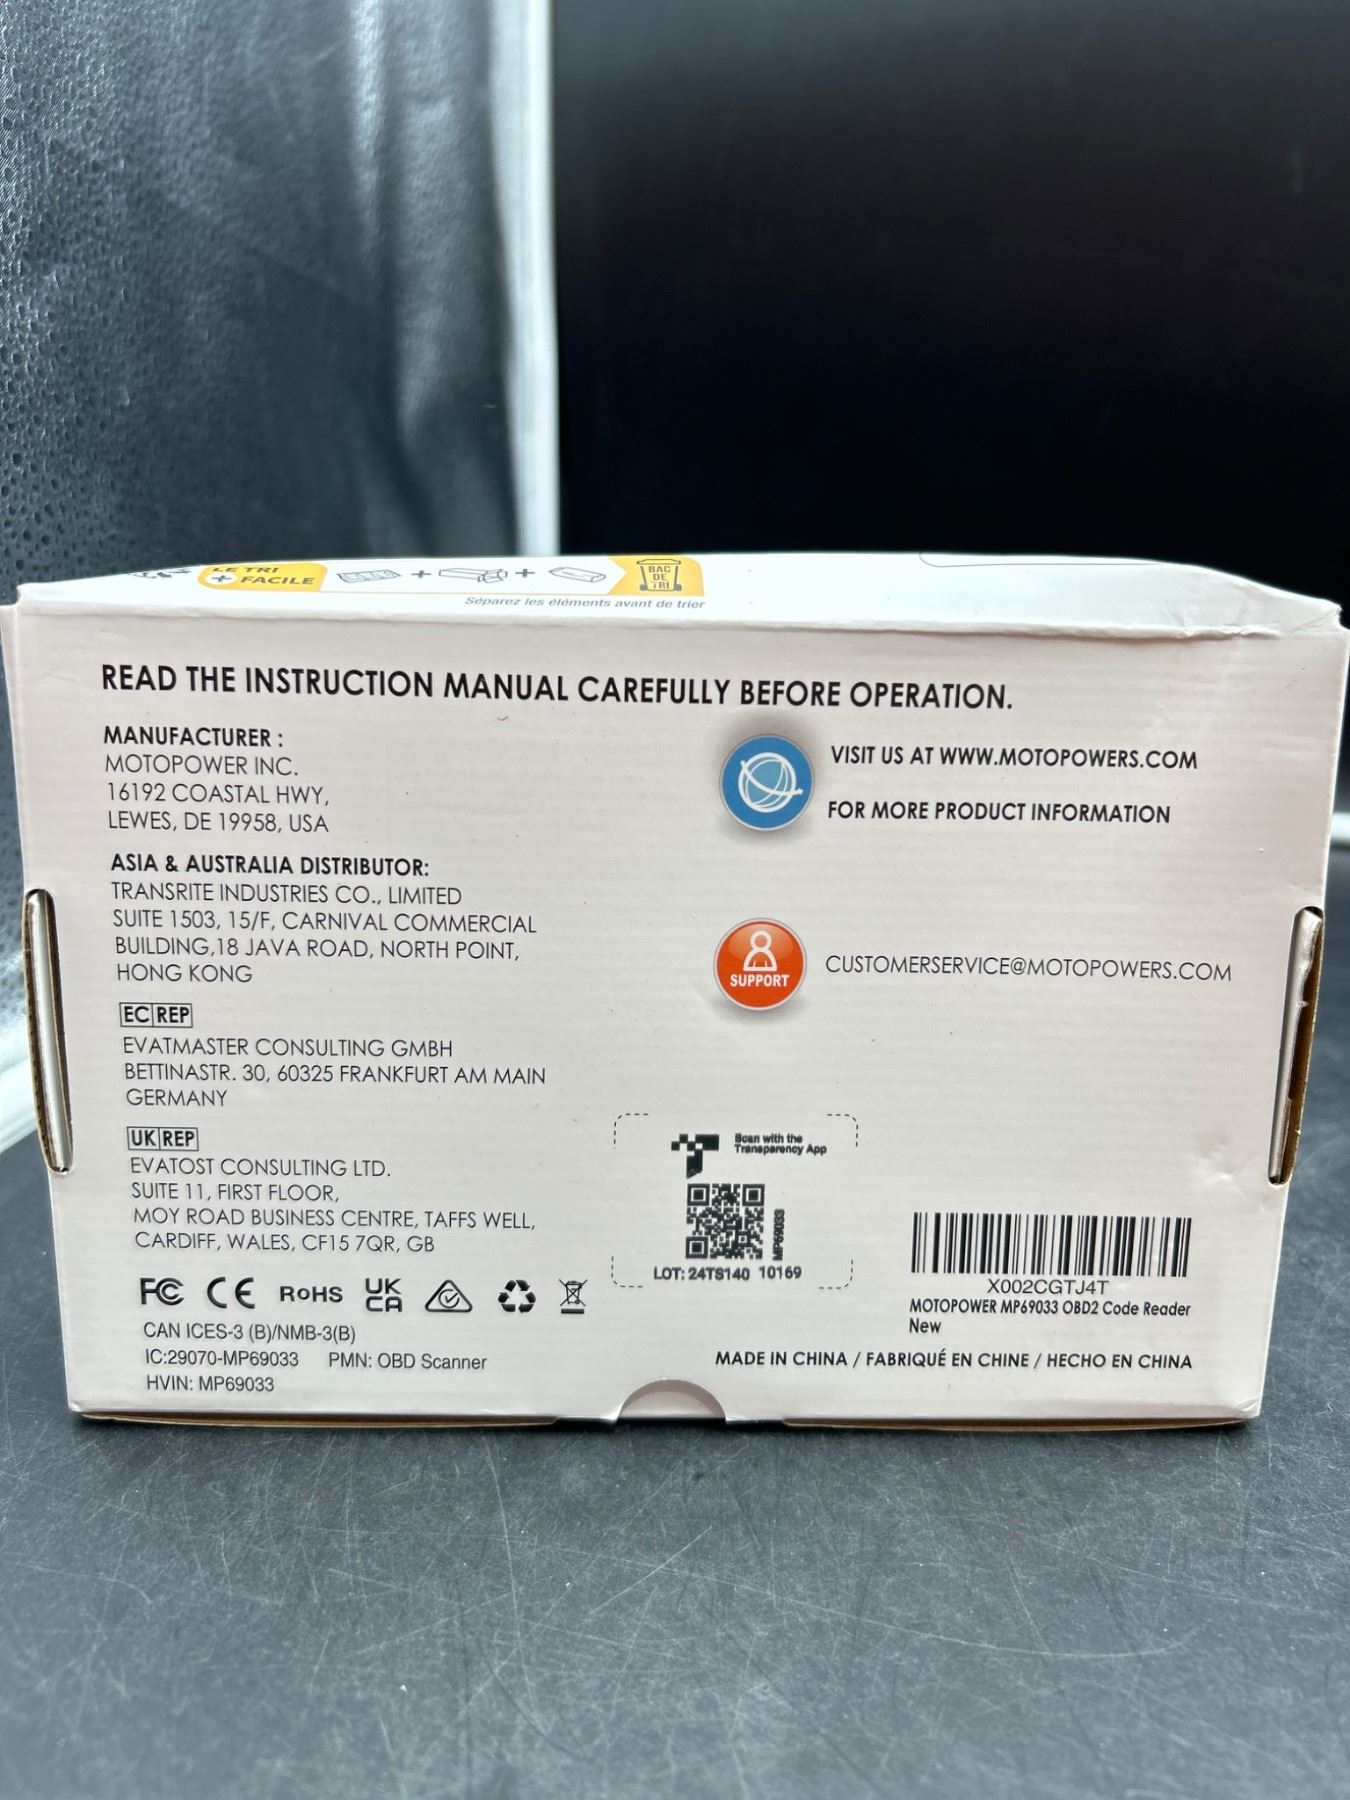 LE TRI
+ FACILE
+
+
BAC
DE
TRI
Séparez les éléments avant de trier
READ THE INSTRUCTION MANUAL CAREFULLY BEFORE OPERATION.
MANUFACTURER :
MOTOPOWER INC.
16192 COASTAL HWY,
LEWES, DE 19958, USA
ASIA & AUSTRALIA DISTRIBUTOR:
TRANSRITE INDUSTRIES CO., LIMITED
SUITE 1503, 15/F, CARNIVAL COMMERCIAL
BUILDING,18 JAVA ROAD, NORTH POINT,
HONG KONG
EC REP
EVATMASTER CONSULTING GMBH
BETTINASTR. 30, 60325 FRANKFURT AM MAIN
GERMANY
UK REP
EVATOST CONSULTING LTD.
SUITE 11, FIRST FLOOR,
MOY ROAD BUSINESS CENTRE, TAFFS WELL,
CARDIFF, WALES, CF15 7QR, GB
FC CE RoHS UK
CA
CAN ICES-3 (B)/NMB-3(B)
IC:29070-MP69033 PMN: OBD Scanner
HVIN: MP69033
VISIT US AT WWW.MOTOPOWERS.COM
FOR MORE PRODUCT INFORMATION
SUPPORT
CUSTOMERSERVICE@MOTOPOWERS.COM
Scan with the
Transparency App
MP69033
LOT: 24TS140 10169
X002CGTJ4T
MOTOPOWER MP69033 OBD2 Code Reader
New
MADE IN CHINA / FABRIQUÉ EN CHINE / HECHO EN CHINA